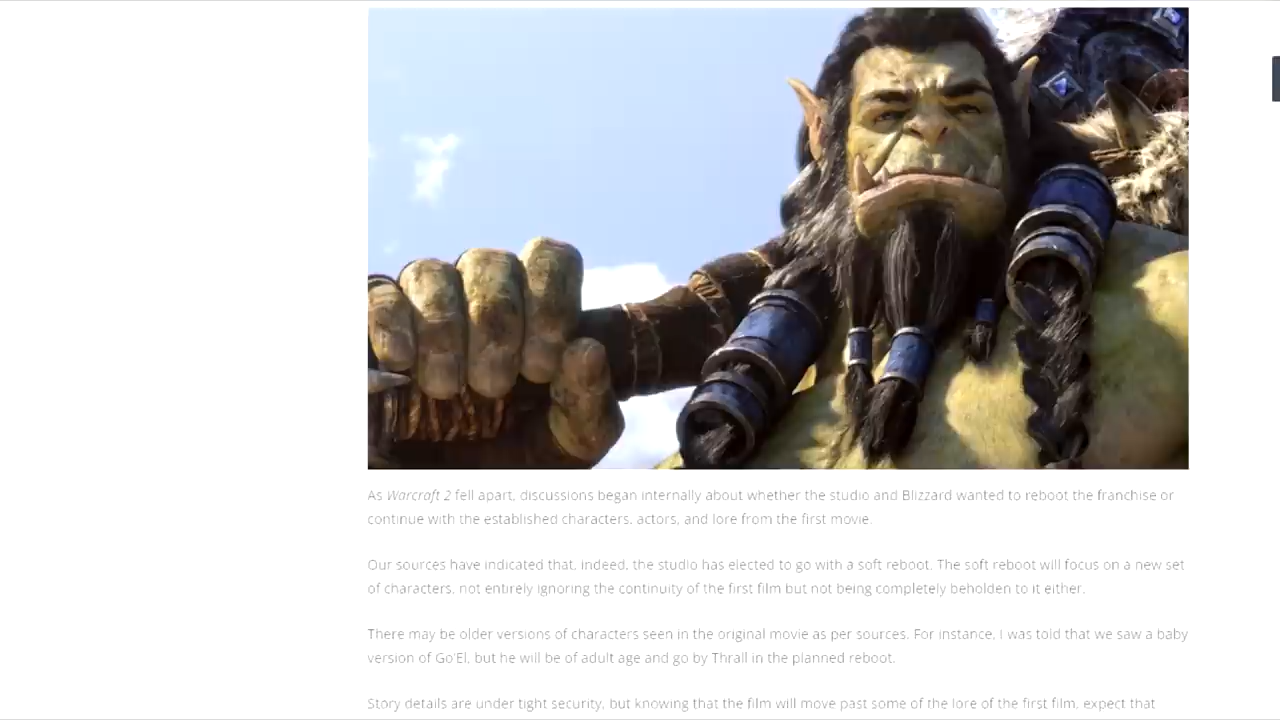 As Warcraft 2 fell apart, discussions began internally about whether the studio and Blizzard wanted to reboot the franchise or
continue with the established characters, actors, and lore from the first movie.
Our sources have indicated that, indeed, the studio has elected to go with a soft reboot. The soft reboot will focus on a new set
of characters, not entirely ignoring the continuity of the first film but not being completely beholden to it either.
There may be older versions of characters seen in the original movie as per sources. For instance, I was told that we saw a baby
version of Go'El, but he will be of adult age and go by Thrall in the planned reboot.
Story details are under tight security, but knowing that the film will move past some of the lore of the first film, expect that